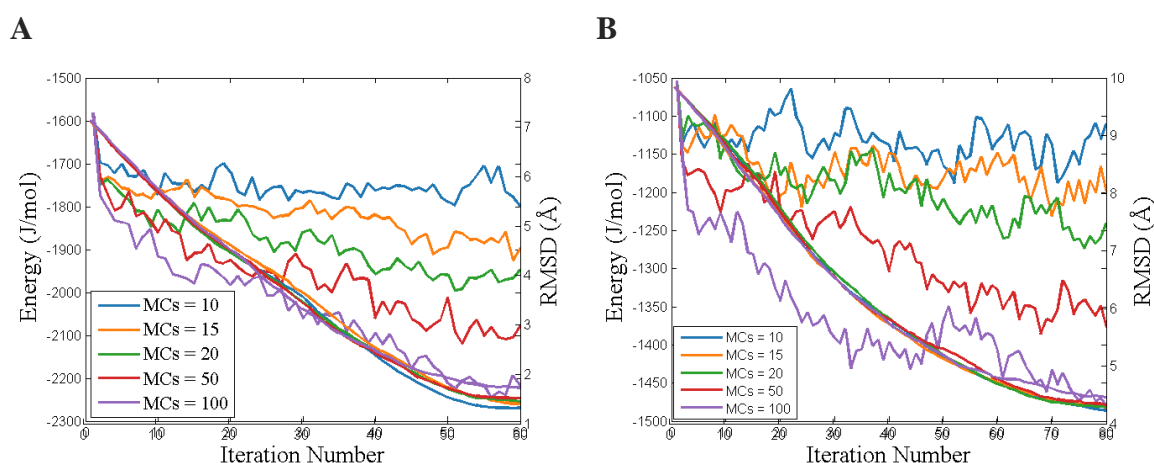 A
B
-1500
-1600
-1700
-1800
-1900
-2000
-2100
-2200
-2300
Energy (J/mol)
8
7
6
5
4
3
2
1
RMSD (Å)
MCs = 10
MCs = 15
MCs = 20
MCs = 50
MCs = 100
0
10
20
30
40
50
60
Iteration Number
-1050
-1100
-1150
-1200
-1250
-1300
-1350
-1400
-1450
-1500
Energy (J/mol)
10
9
8
7
6
5
4
RMSD (Å)
MCs = 10
MCs = 15
MCs = 20
MCs = 50
MCs = 100
0
10
20
30
40
50
60
70
80
Iteration Number